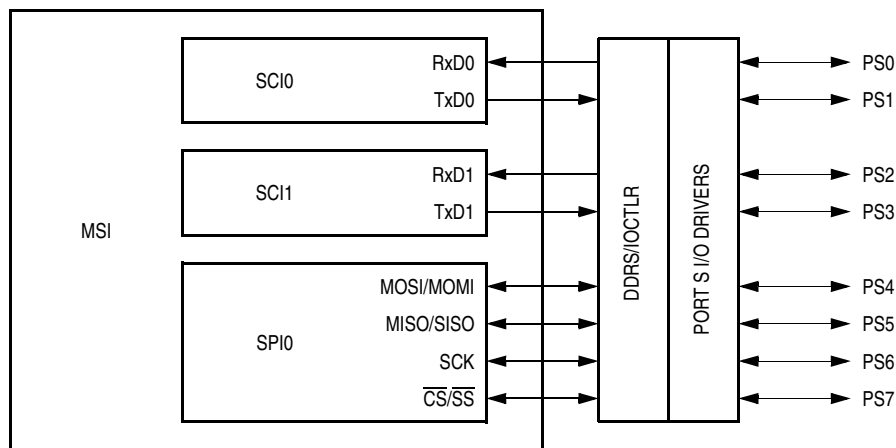 MSI
SCI0
RxD0
TxD0
SCI1
RxD1
TxD1
SPI0
MOSI/MOMI
MISO/SISO
SCK
CS/SS
DDRS/IOCTLR
PORT S I/O DRIVERS
PS0
PS1
PS2
PS3
PS4
PS5
PS6
PS7